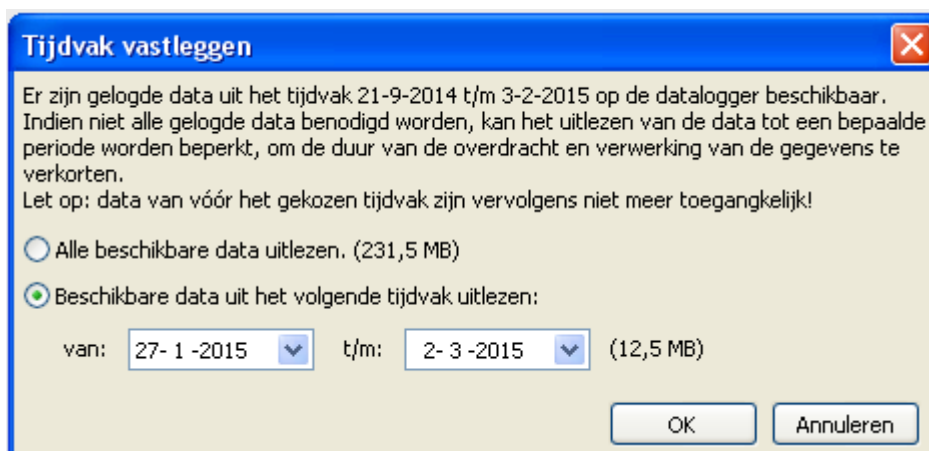 Tijdvak vastleggen
Er zijn gelogde data uit het tijdvak 21-9-2014 t/m 3-2-2015 op de datalogger beschikbaar.
Indien niet alle gelogde data benodigd worden, kan het uitlezen van de data tot een bepaalde
periode worden beperkt, om de duur van de overdracht en verwerking van de gegevens te
verkorten.
Let op: data van vóór het gekozen tijdvak zijn vervolgens niet meer toegangkelijk!
Alle beschikbare data uitlezen. (231,5 MB)
Beschikbare data uit het volgende tijdvak uitlezen:
van: 27- 1 -2015 t/m: 2- 3 -2015 (12,5 MB)
OK Annuleren